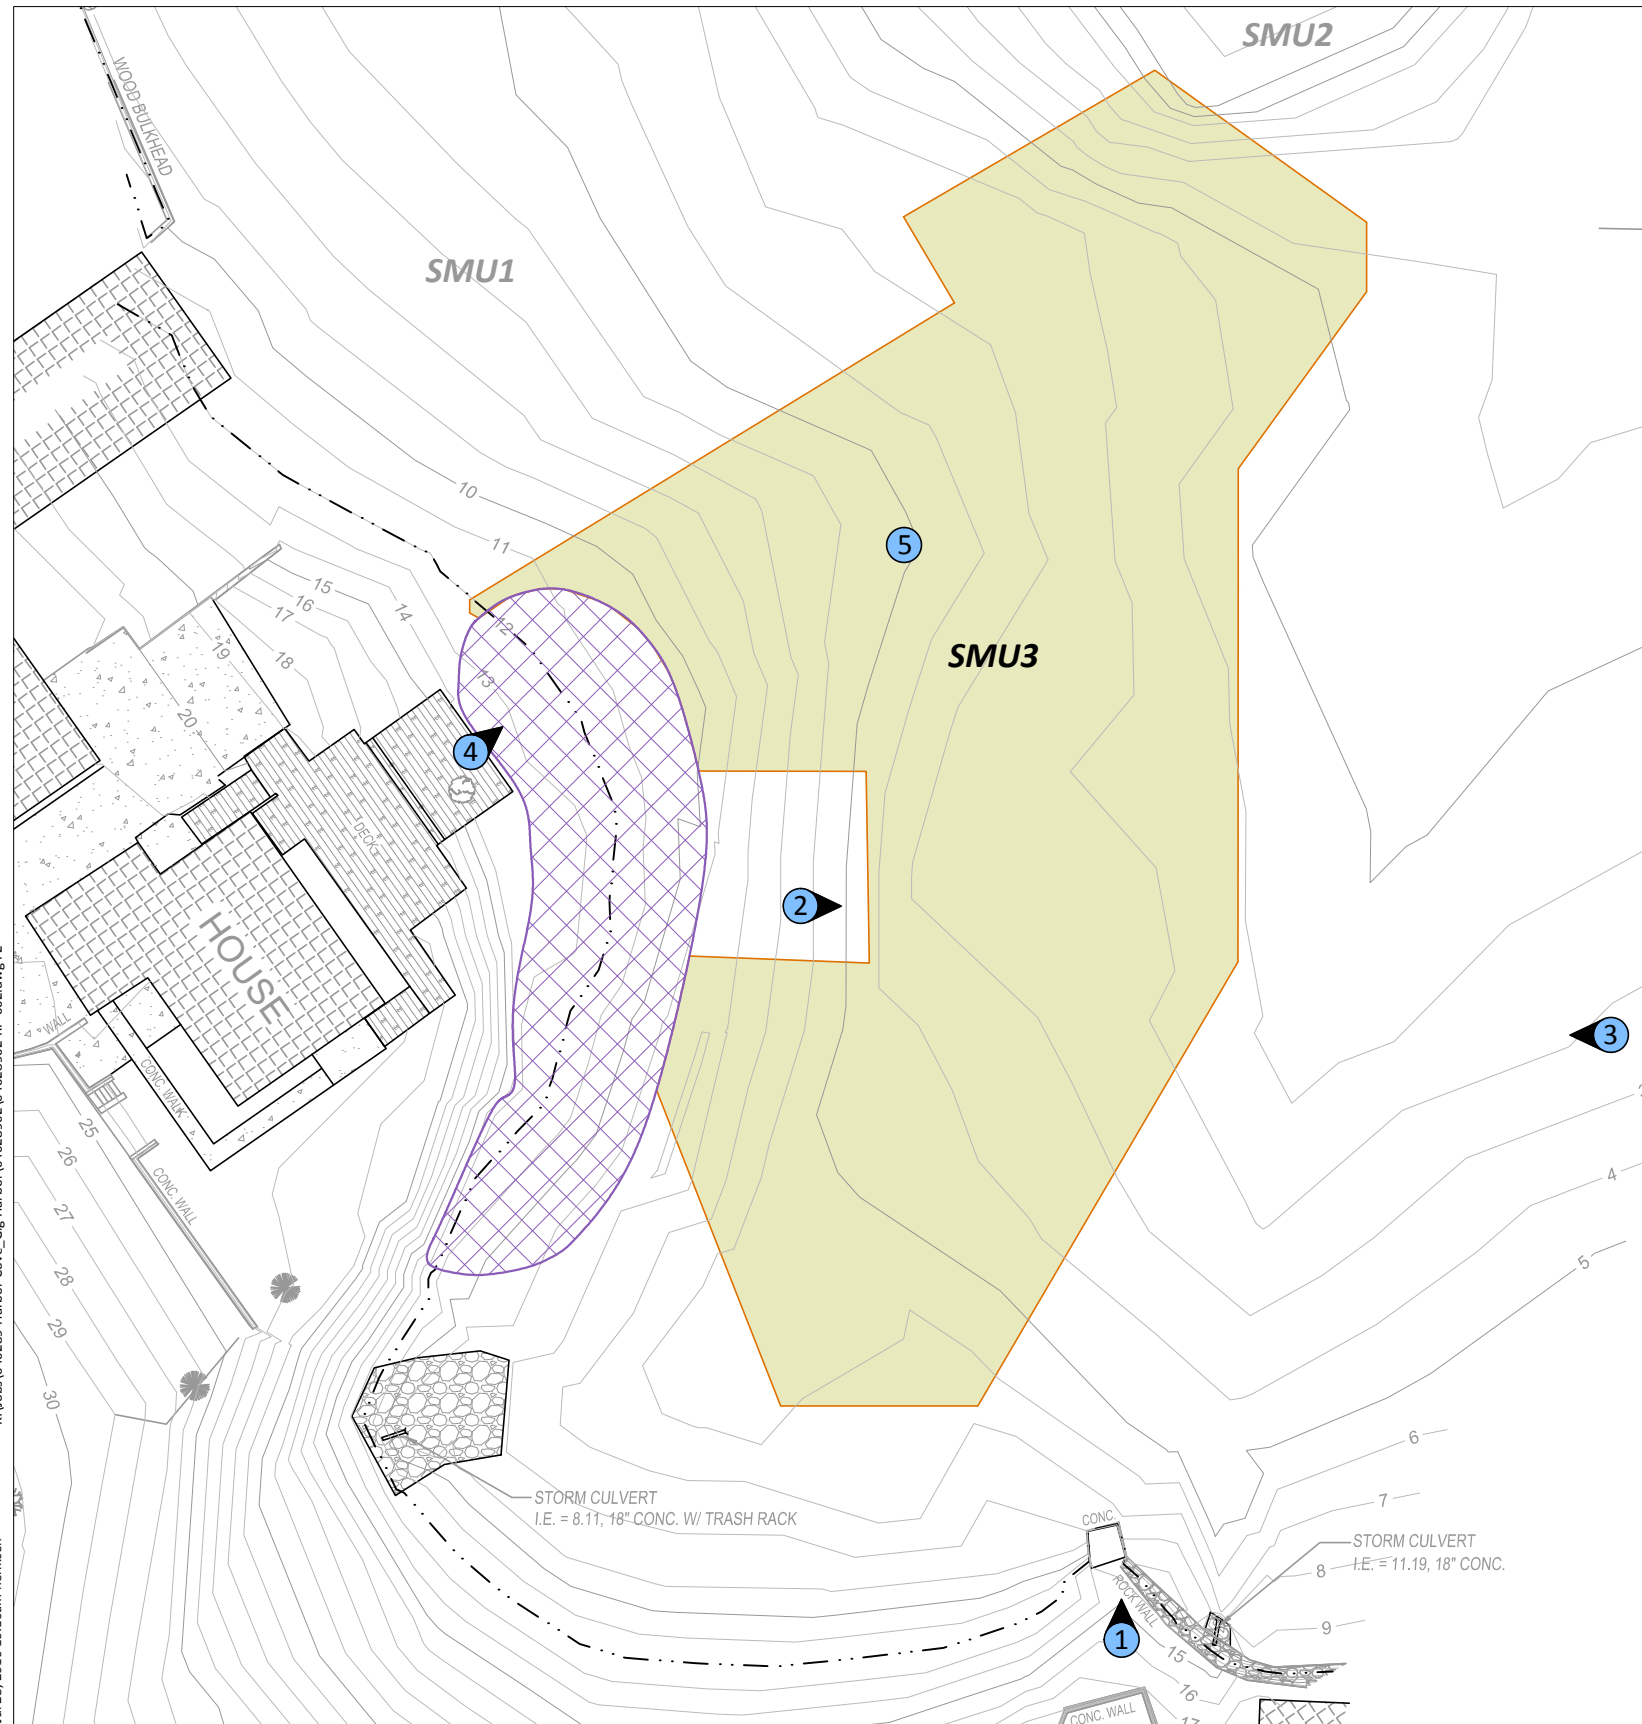 SMU2
WOOD BULKHEAD
SMU1
10
11
15
16
17
14
12
13
19
18
20
5
SMU3
4
DECK
2
HOUSE
WALL
CONC. WALK
3
25
26
27
28
29
30
CONC. WALL
4
5
6
7
8
9
STORM CULVERT
I.E. = 8.11, 18" CONC. W/ TRASH RACK
CONC.
STORM CULVERT
I.E. = 11.19, 18" CONC.
ROCK WALL
1
15
16
17
CONC. WALL